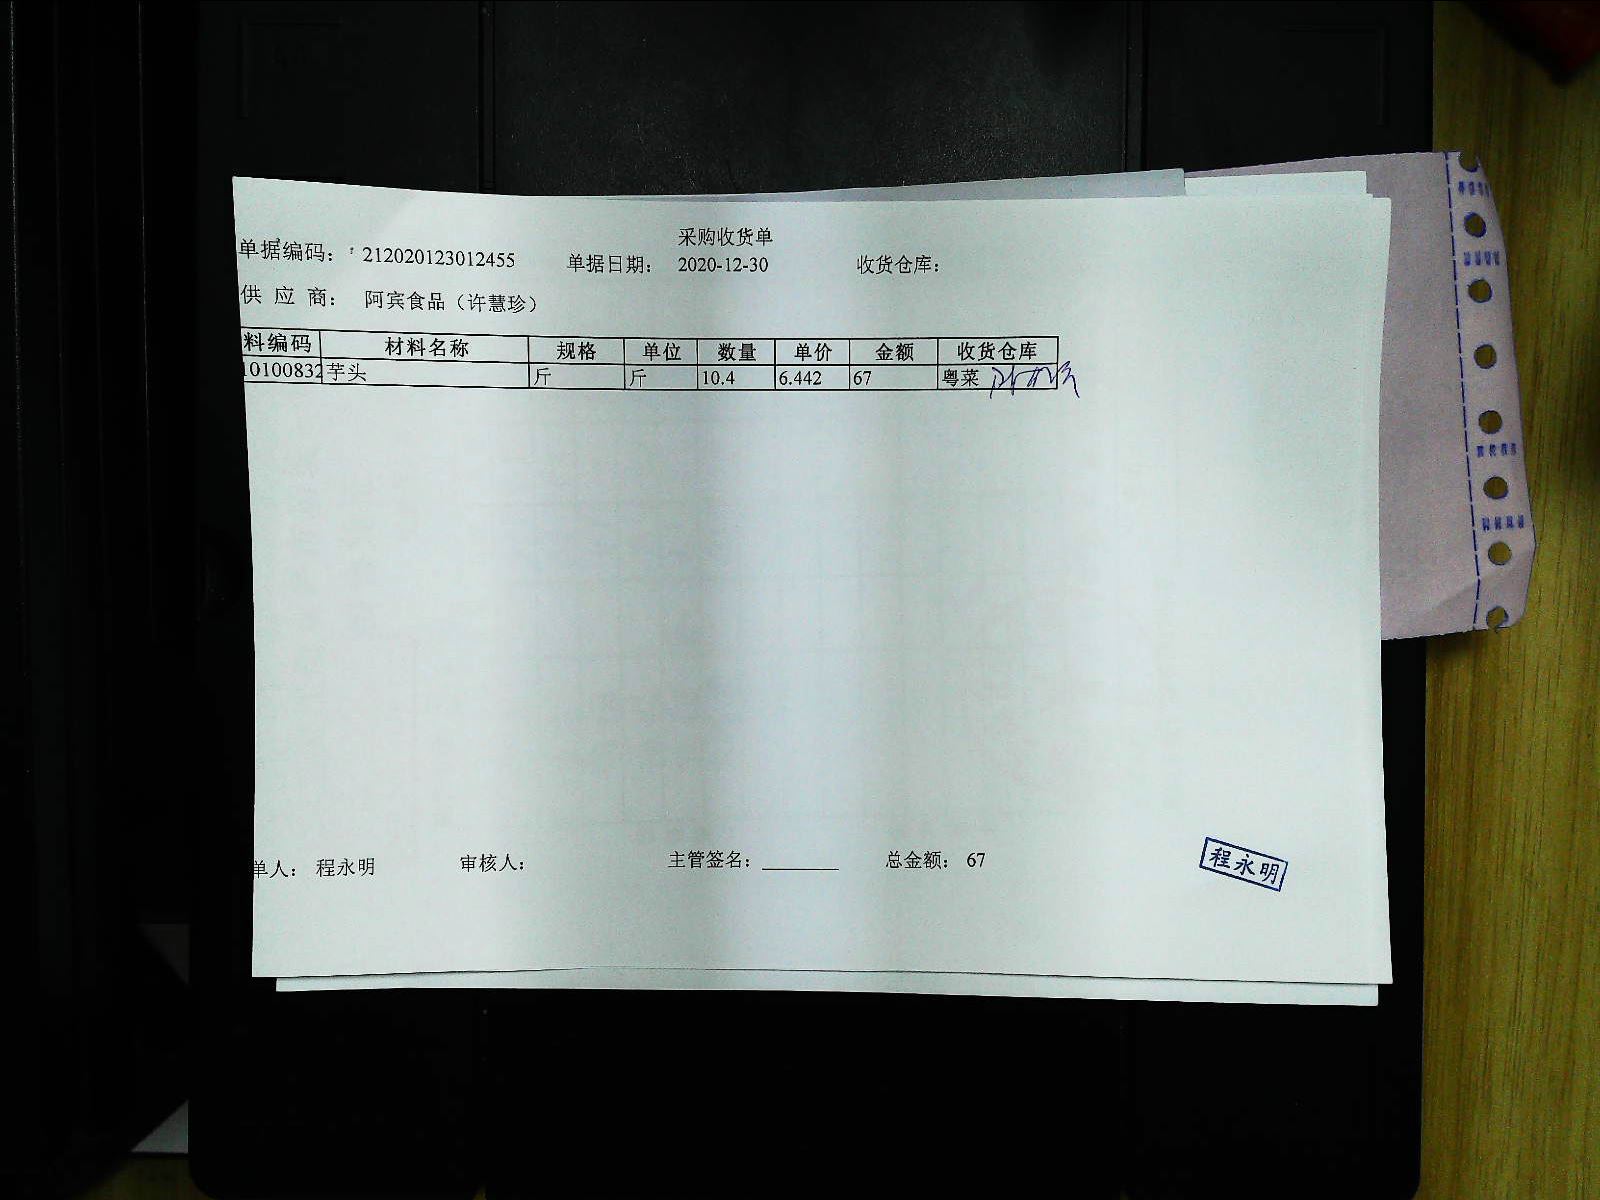 采购收货单
单据编码： 212020123012455 单据日期： 2020-12-30 收货仓库：
供 应 商： 阿宾食品（许慧珍）
料编码 材料名称 规格 单位 数量 单价 金额 收货仓库
10100832 芋头 斤 斤 10.4 6.442 67 粤菜
单人： 程永明 审核人： 主管签名： 总金额： 67
程永明